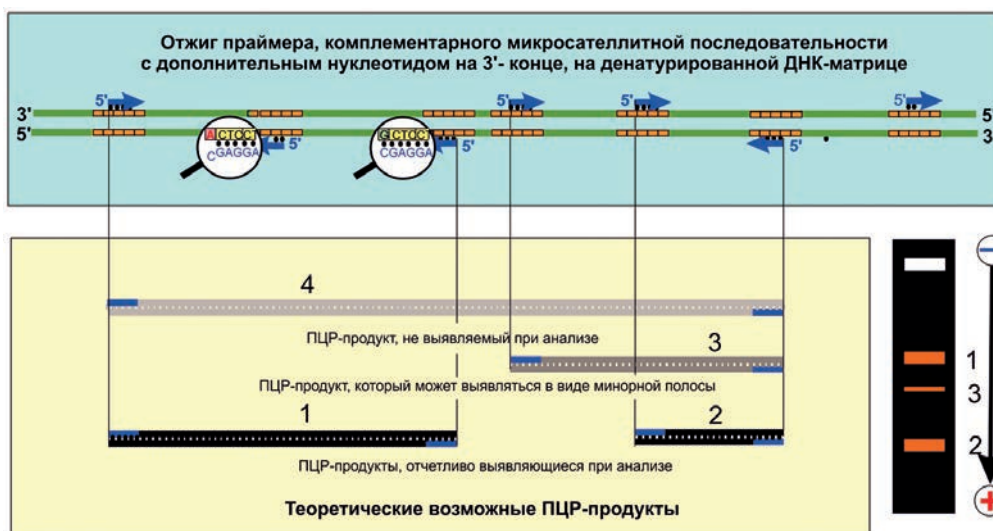 Отжиг праймера, комплементарного микросателлитной последовательности
с дополнительным нуклеотидом на 3'- конце, на денатурированной ДНК-матрице
5' 5' 5' 5'
3' 5'
5' 3'
А СТССТ 5' G СТССТ 5' 5'
CGAGGA CGAGGA
4
ПЦР-продукт, не выявляемый при анализе
3
ПЦР-продукт, который может выявляться в виде минорной полосы
1 2
ПЦР-продукты, отчетливо выявляющиеся при анализе
Теоретические возможные ПЦР-продукты
−
1
3
2
+